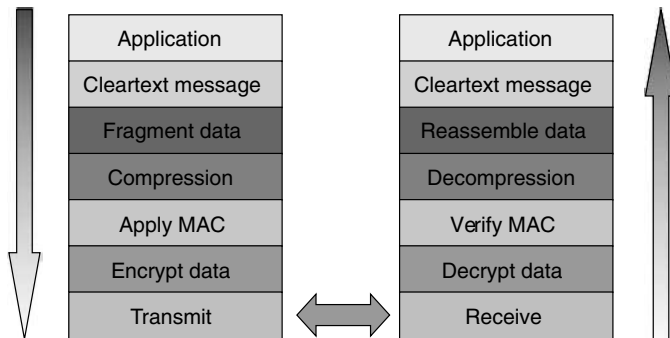 Application
Cleartext message
Fragment data
Compression
Apply MAC
Encrypt data
Transmit
Application
Cleartext message
Reassemble data
Decompression
Verify MAC
Decrypt data
Receive